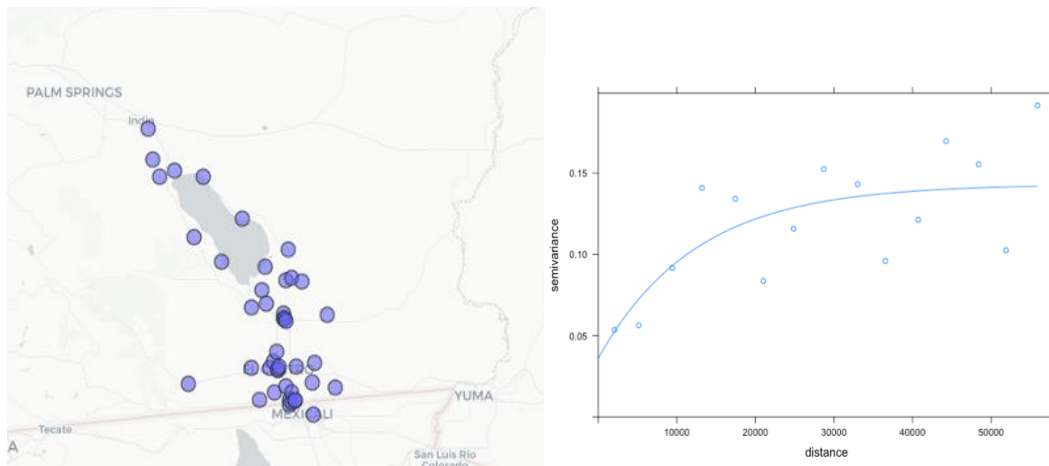 PALM SPRINGS
Indio
YUMA
MEXICALI
Tecate
A
San Luis Río
Colorado
semivariance
0.15
0.10
0.05
10000
20000
30000
40000
50000
distance